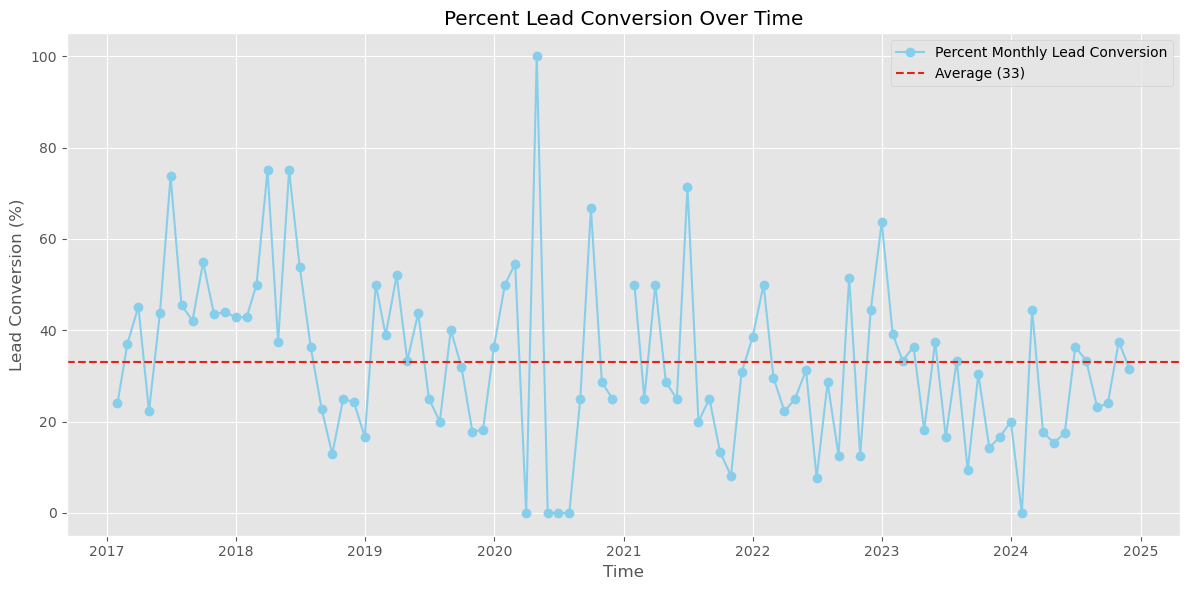 Percent Lead Conversion Over Time
Percent Monthly Lead Conversion
Average (33)
Lead Conversion (%)
100
80
60
40
20
0
2017 2018 2019 2020 2021 2022 2023 2024 2025
Time